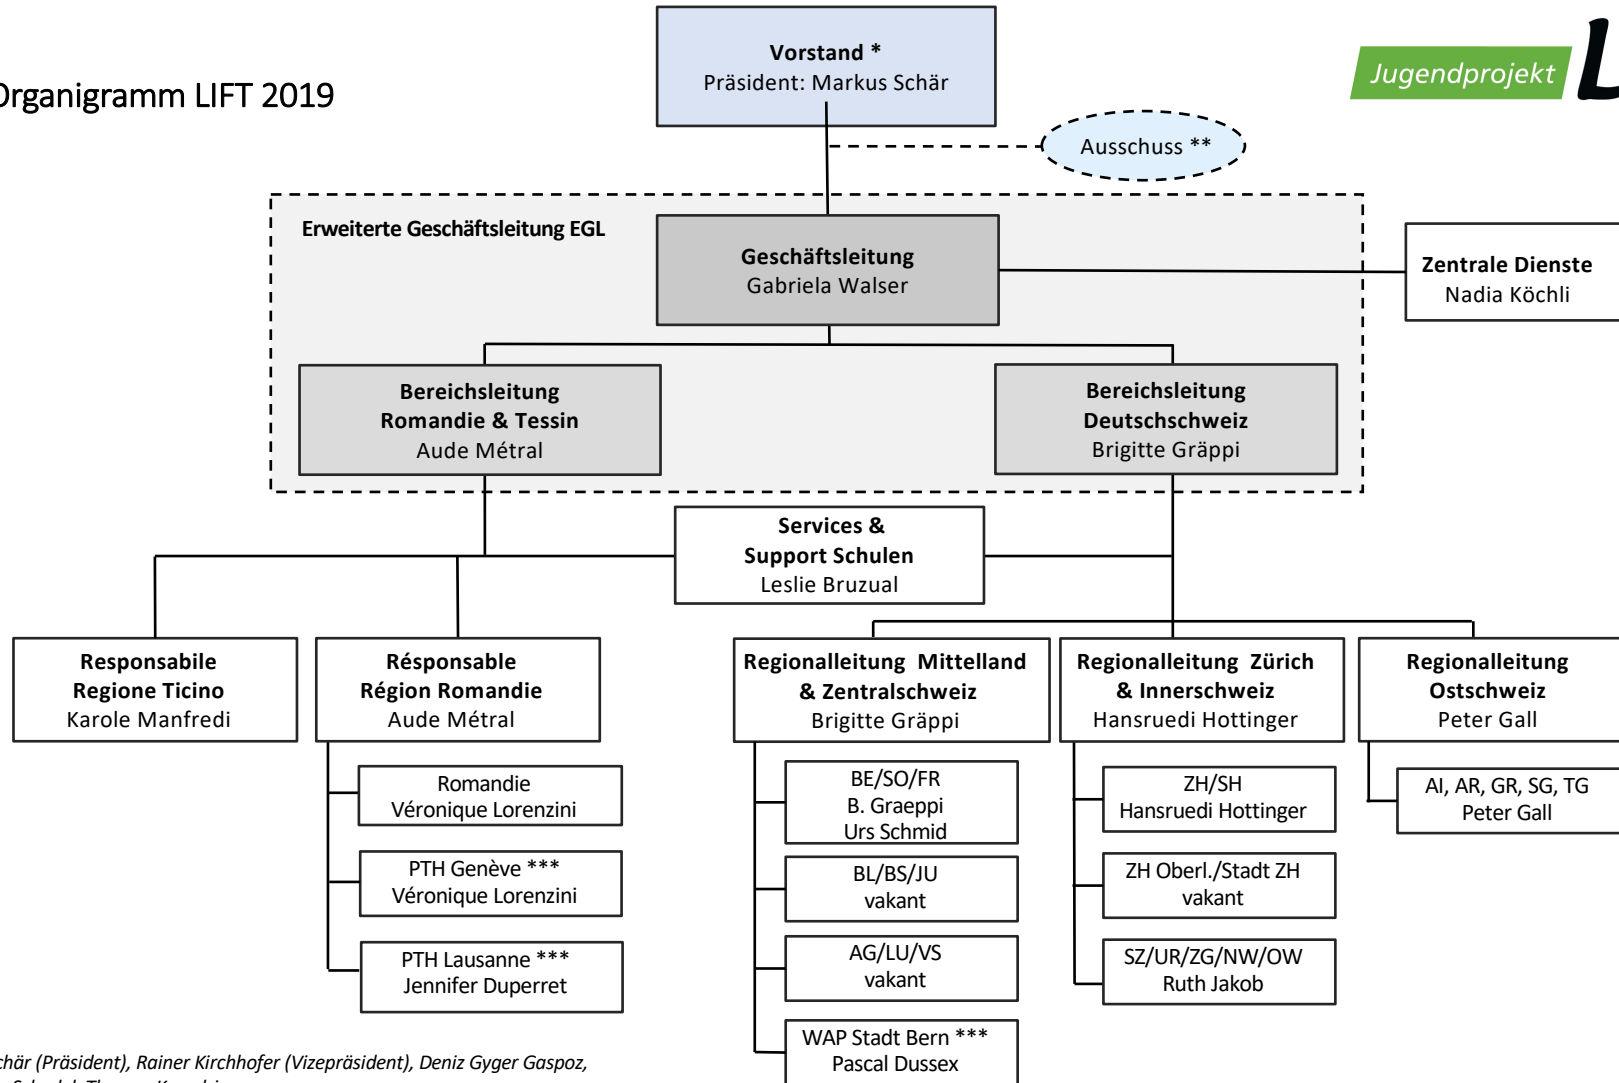 Organigramm LIFT 2019
Vorstand *
Präsident: Markus Schär
Jugendprojekt
Ausschuss **
Erweiterte Geschäftsleitung EGL
Geschäftsleitung
Gabriela Walser
Zentrale Dienste
Nadia Köchli
Bereichsleitung
Romandie & Tessin
Aude Métral
Bereichsleitung
Deutschschweiz
Brigitte Gräppi
Services &
Support Schulen
Leslie Bruzual
Responsabile
Regione Ticino
Karole Manfredi
Résponsable
Région Romandie
Aude Métral
Regionalleitung Mittelland
& Zentralschweiz
Brigitte Gräppi
Regionalleitung Zürich
& Innerschweiz
Hansruedi Hottinger
Regionalleitung
Ostschweiz
Peter Gall
Romandie
Véronique Lorenzini
PTH Genève ***
Véronique Lorenzini
PTH Lausanne ***
Jennifer Duperret
BE/SO/FR
B. Graeppi
Urs Schmid
BL/BS/JU
vakant
AG/LU/VS
vakant
WAP Stadt Bern ***
Pascal Dussex
ZH/SH
Hansruedi Hottinger
ZH Oberl./Stadt ZH
vakant
SZ/UR/ZG/NW/OW
Ruth Jakob
AI, AR, GR, SG, TG
Peter Gall
(Präsident), Rainer Kirchhofer (Vizepräsident), Deniz Gyger Gaspoz,